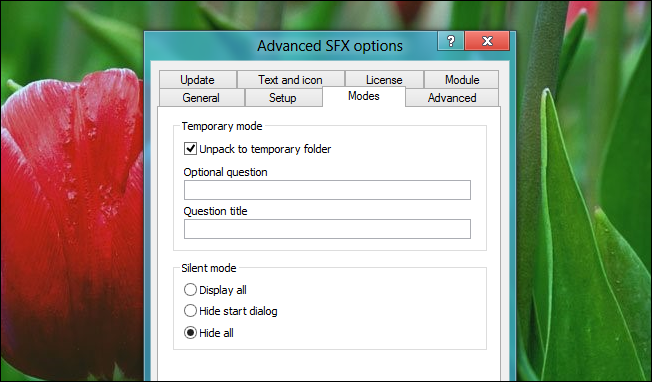 Advanced SFX options
?
Update Text and icon License Module
General Setup Modes Advanced
Temporary mode
Unpack to temporary folder
Optional question
Question title
Silent mode
Display all
Hide start dialog
Hide all